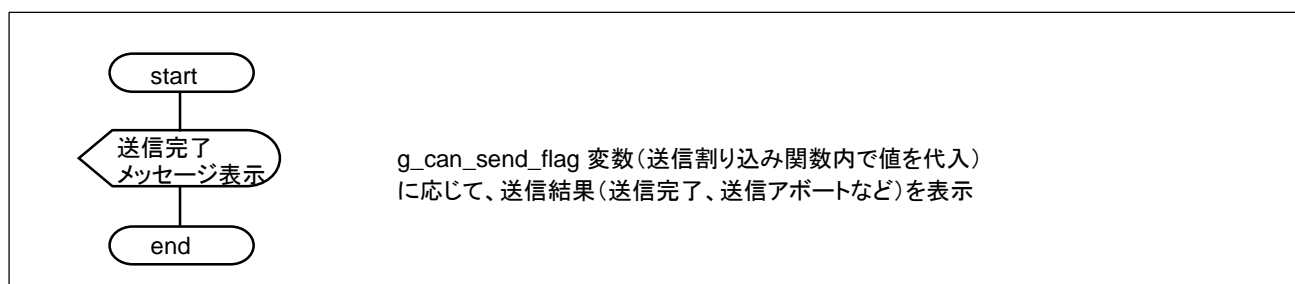 start
送信完了
メッセージ表示
end
g_can_send_flag 変数（送信割り込み関数内で値を代入）
に応じて、送信結果（送信完了、送信アボートなど）を表示